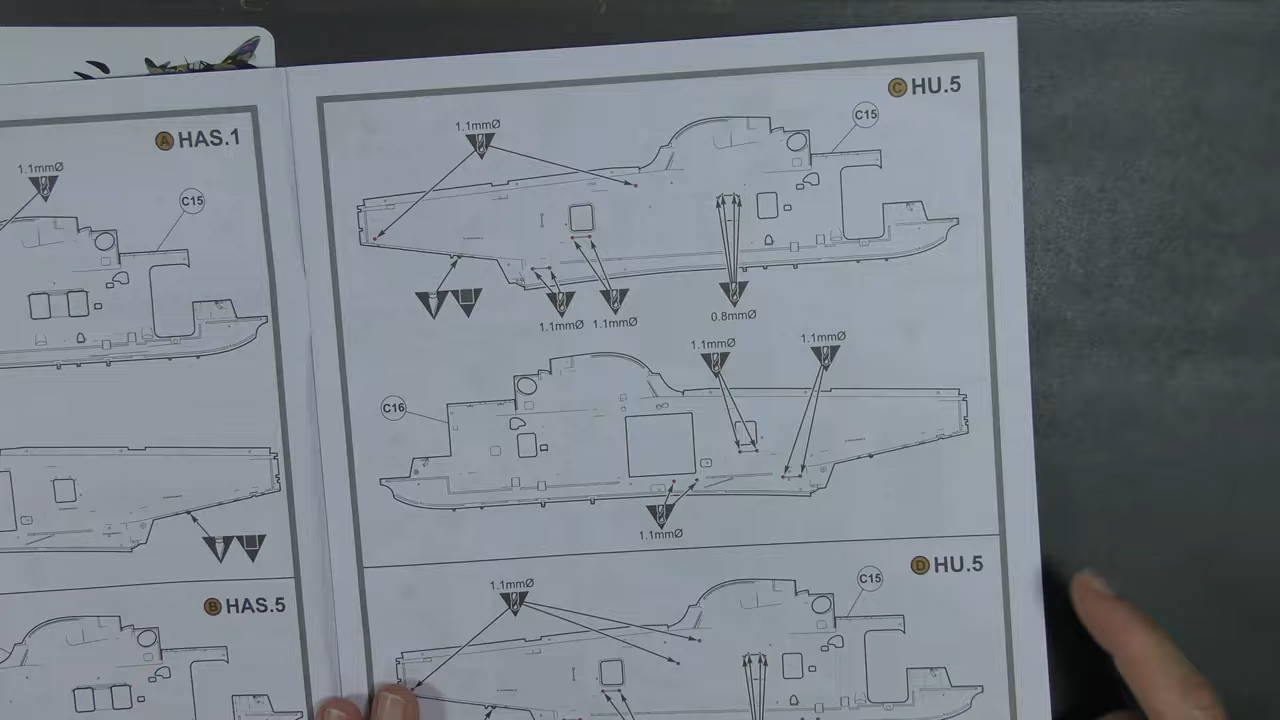 A HAS.1
1.1mmØ
C15
B HAS.5
C HU.5
1.1mmØ
C15
1.1mmØ 1.1mmØ
0.8mmØ
1.1mmØ
1.1mmØ
C16
1.1mmØ
D HU.5
1.1mmØ
C15